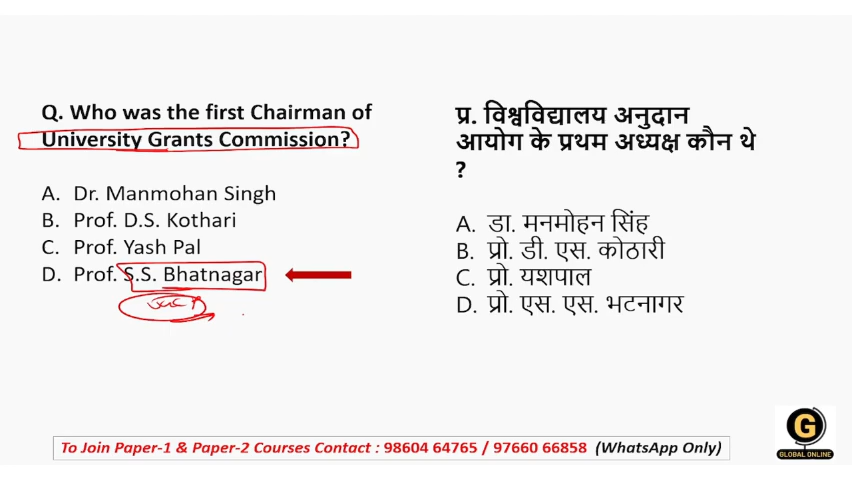 Q. Who was the first Chairman of
University Grants Commission?
A. Dr. Manmohan Singh
B. Prof. D.S. Kothari
C. Prof. Yash Pal
D. Prof. S.S. Bhatnagar
प्र. विश्वविद्यालय अनुदान
आयोग के प्रथम अध्यक्ष कौन थे
?
A. डा. मनमोहन सिंह
B. प्रो. डी. एस. कोठारी
C. प्रो. यशपाल
D. प्रो. एस. एस. भटनागर
To Join Paper-1 & Paper-2 Courses Contact : 98604 64765 / 97660 66858 (WhatsApp Only)
G
GLOBAL ONLINE